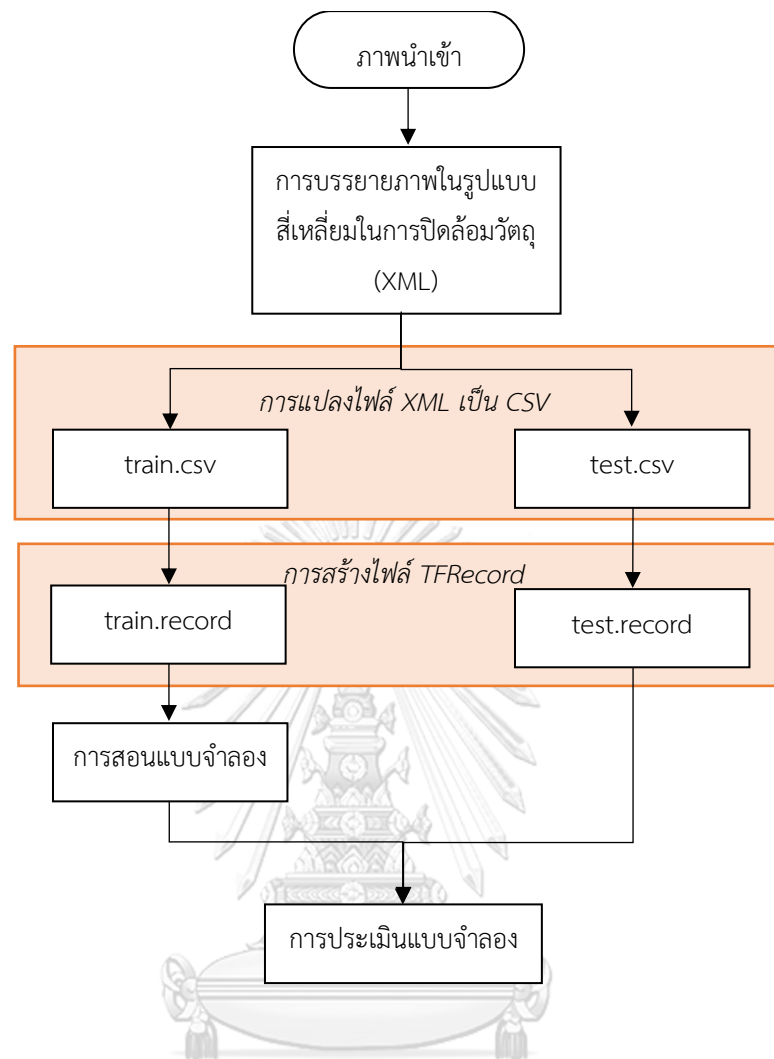 ภาพนำเข้า
การบรรยายภาพในรูปแบบ
สี่เหลี่ยมในการปิดล้อมวัตถุ
(XML)
การแปลงไฟล์ XML เป็น CSV
train.csv
test.csv
การสร้างไฟล์ TFRecord
train.record
test.record
การสอนแบบจำลอง
การประเมินแบบจำลอง